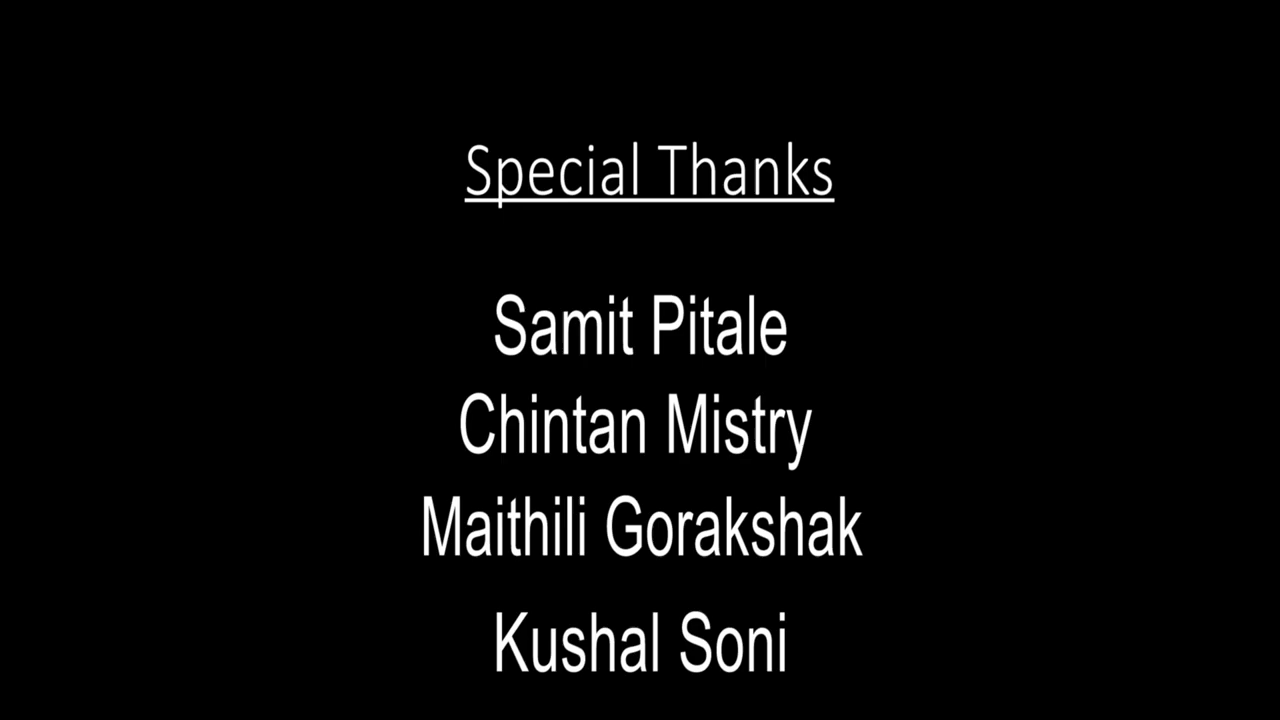 Special Thanks
Samit Pitale
Chintan Mistry
Maithili Gorakshak
Kushal Soni